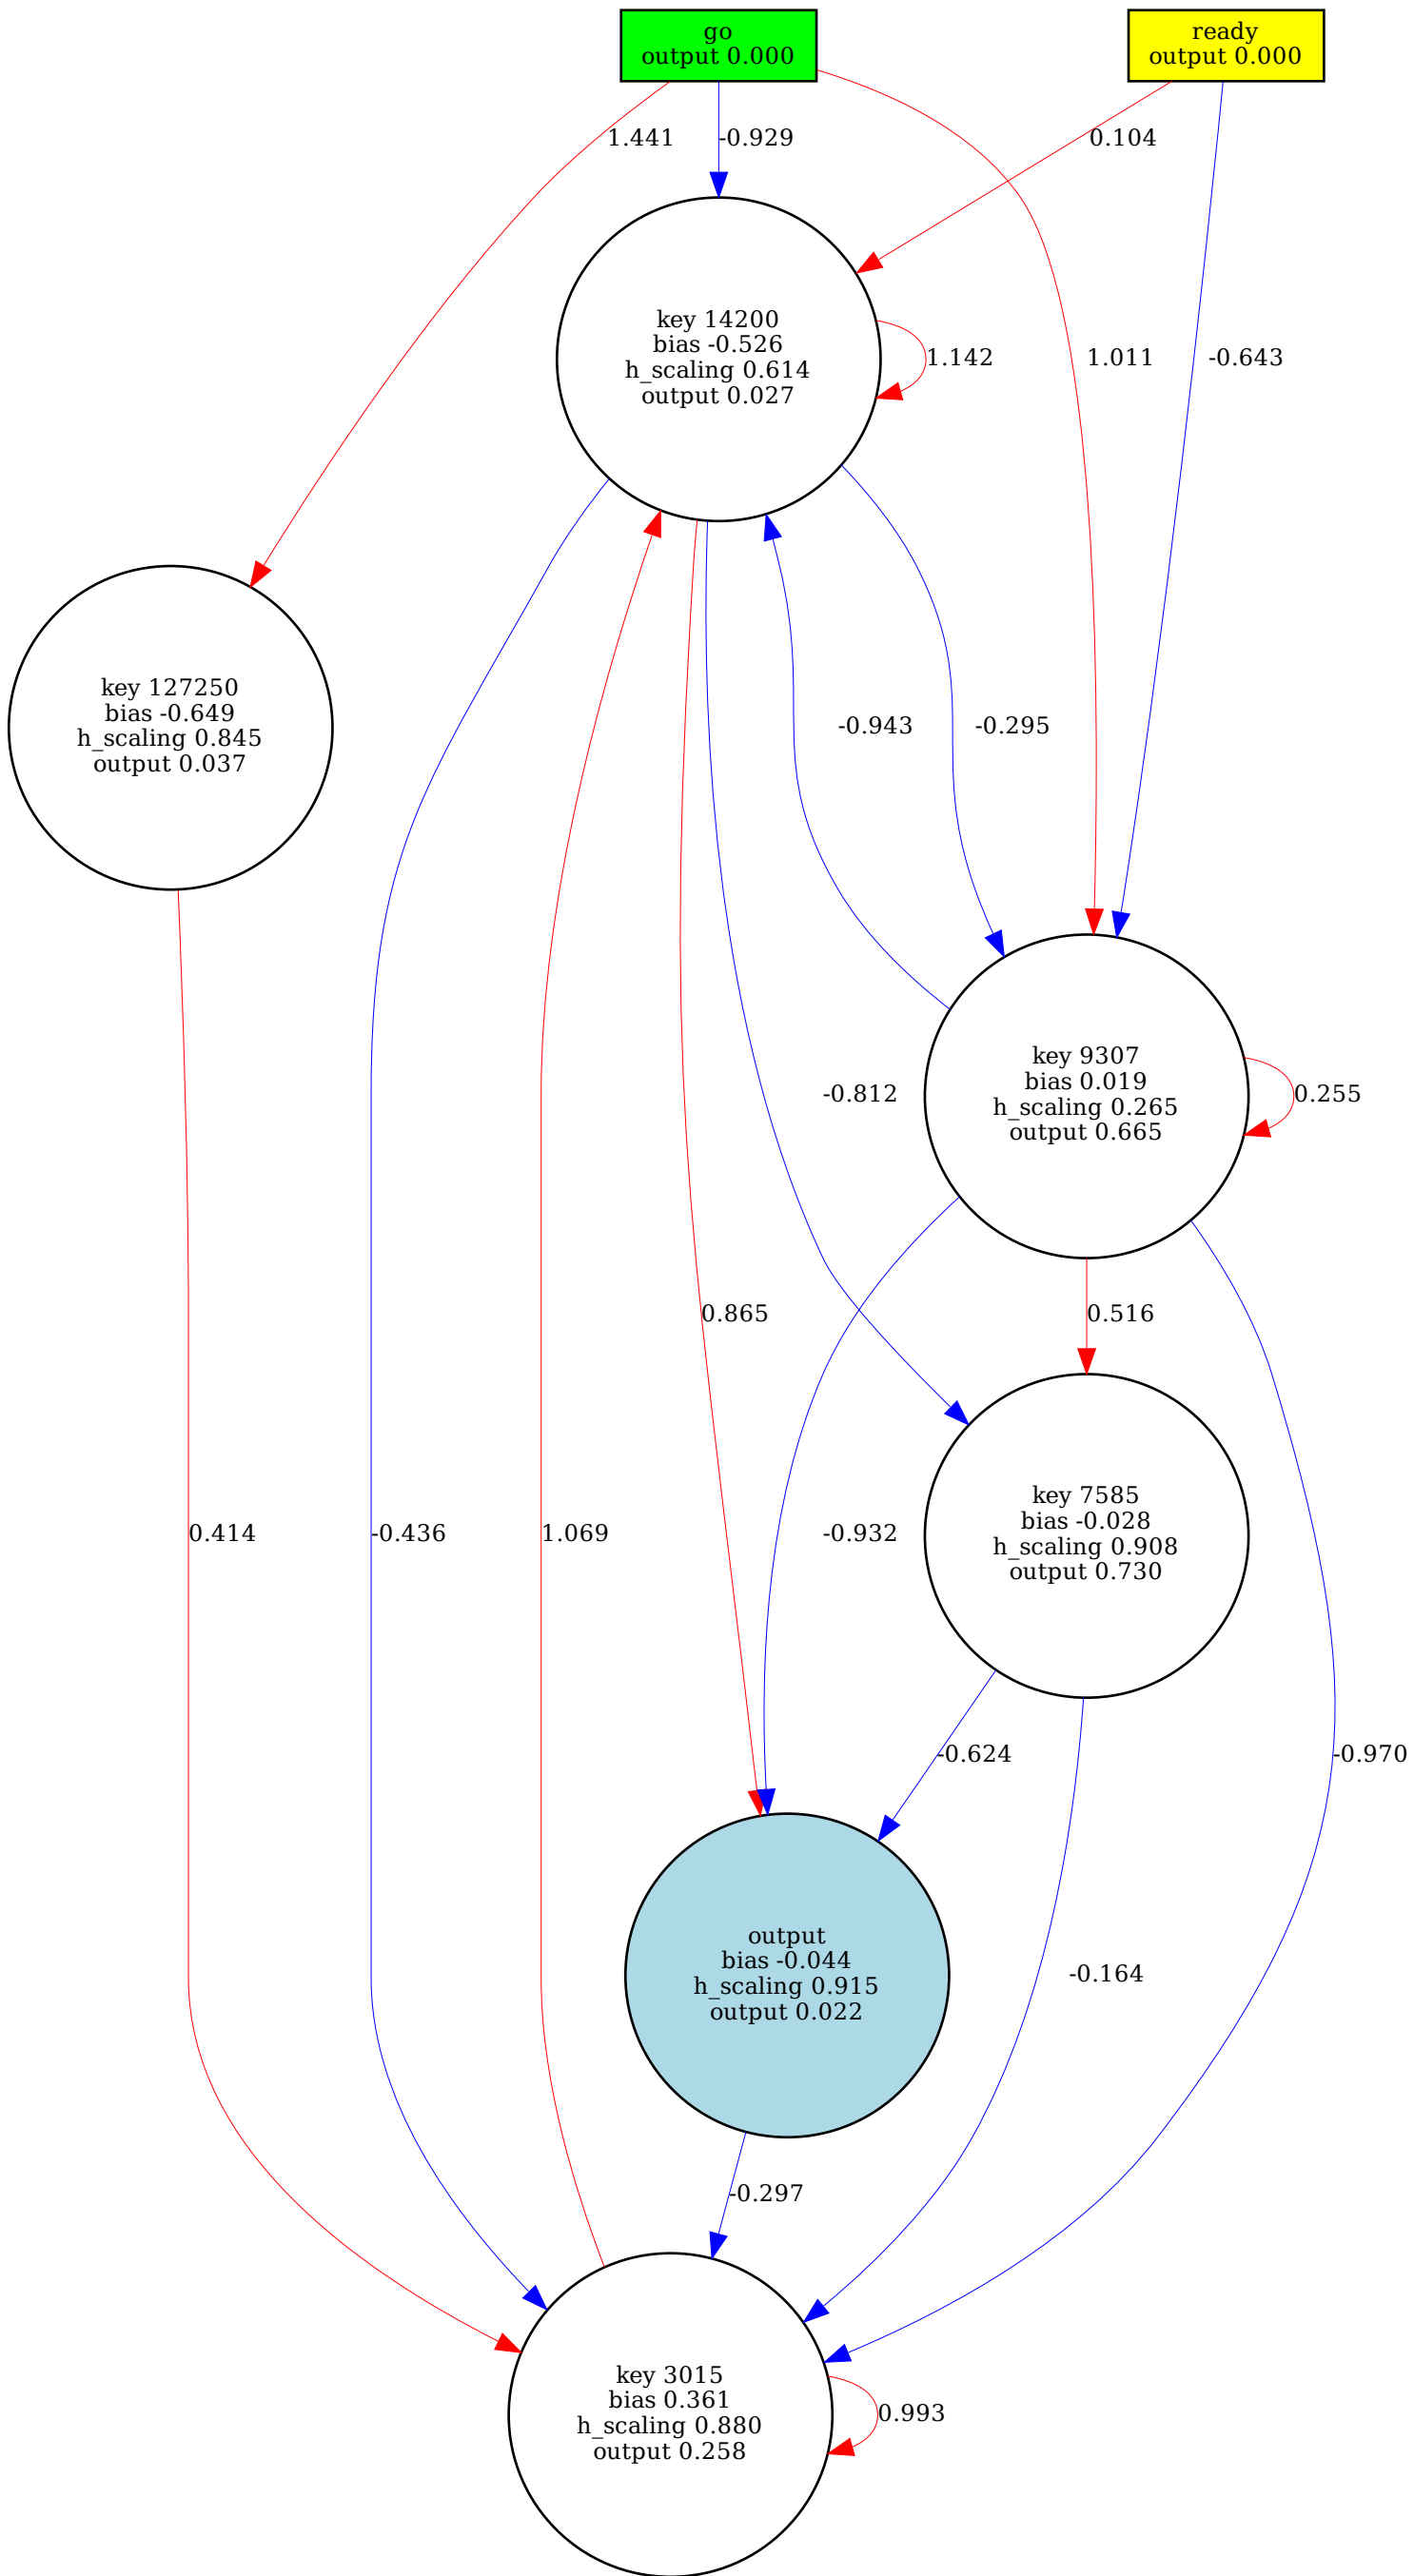 go
output 0.000
ready
output 0.000
1.441
-0.929
0.104
key 14200
bias -0.526
h_scaling 0.614
output 0.027
1.142
1.011
-0.643
key 127250
bias -0.649
h_scaling 0.845
output 0.037
-0.943
-0.295
key 9307
bias 0.019
h_scaling 0.265
output 0.665
-0.812
0.255
0.865
0.516
key 7585
bias -0.028
h_scaling 0.908
output 0.730
0.414
-0.436
1.069
-0.932
-0.624
-0.970
output
bias -0.044
h_scaling 0.915
output 0.022
-0.164
-0.297
key 3015
bias 0.361
h_scaling 0.880
output 0.258
0.993